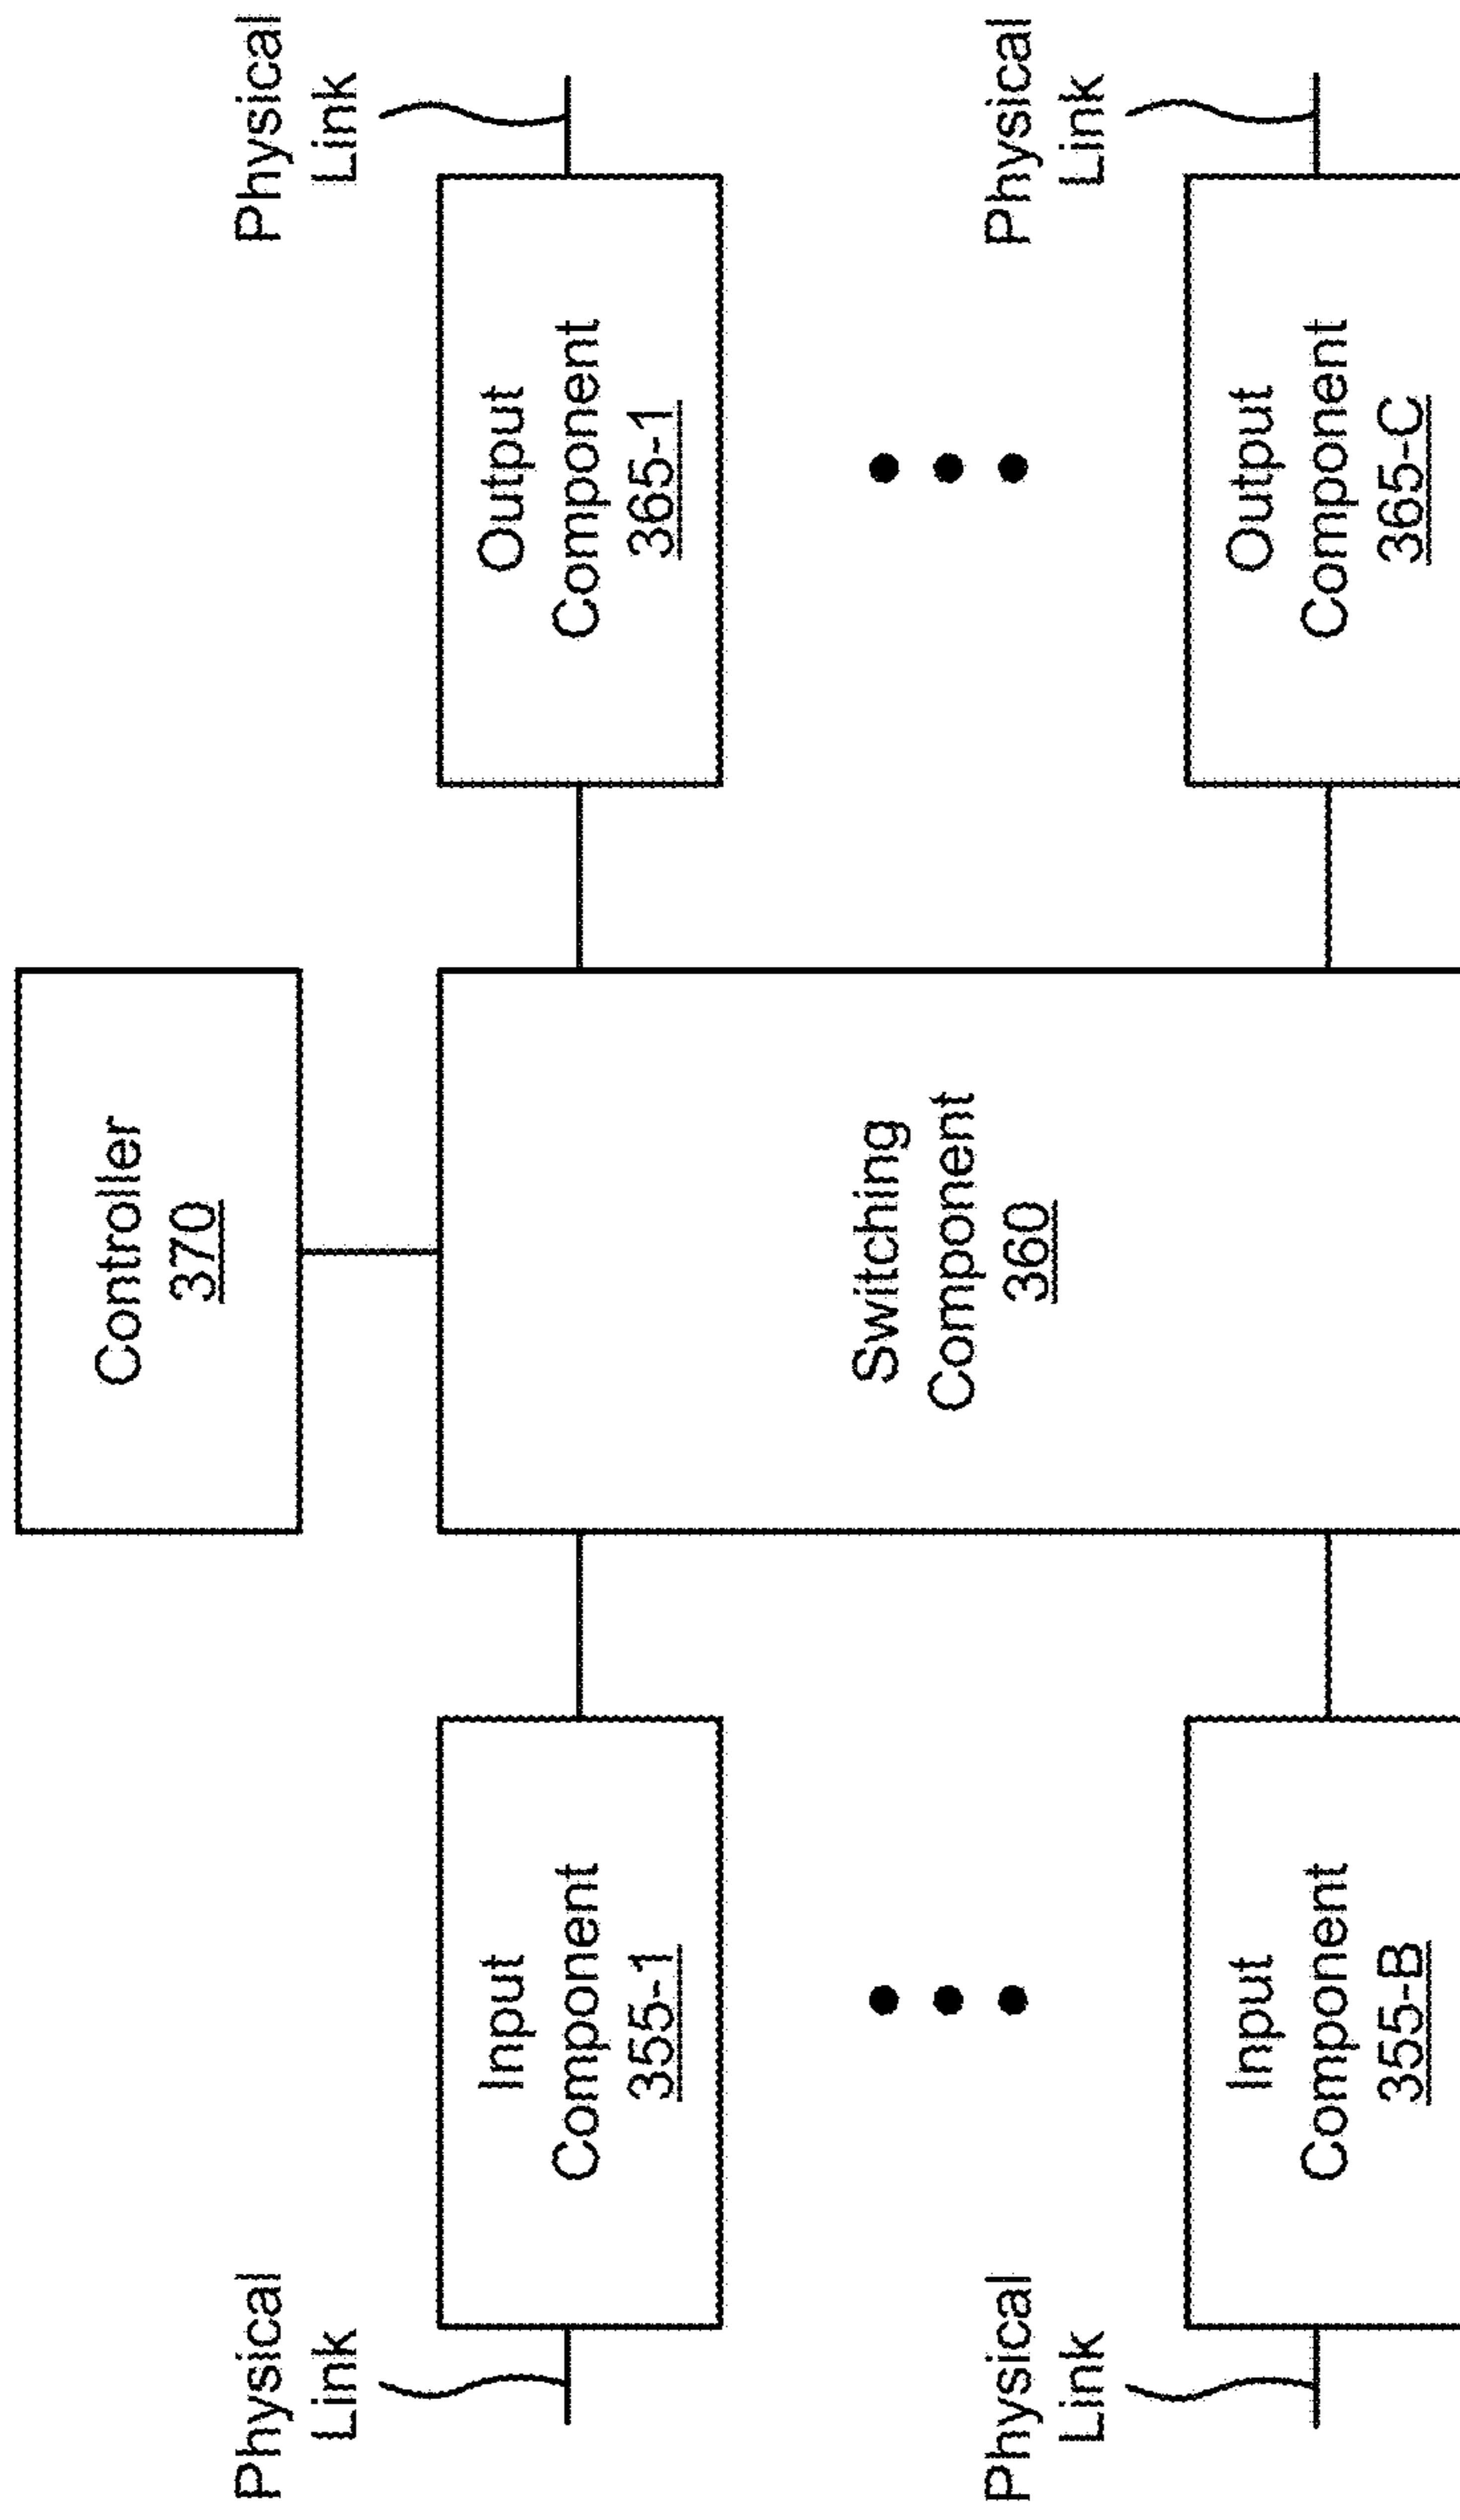 Controller
370
Physical
Link
Input
Component
355-1
Switching
Component
360
Output
Component
365-1
Physical
Link
Physical
Link
Input
Component
355-B
Output
Component
365-C
Physical
Link